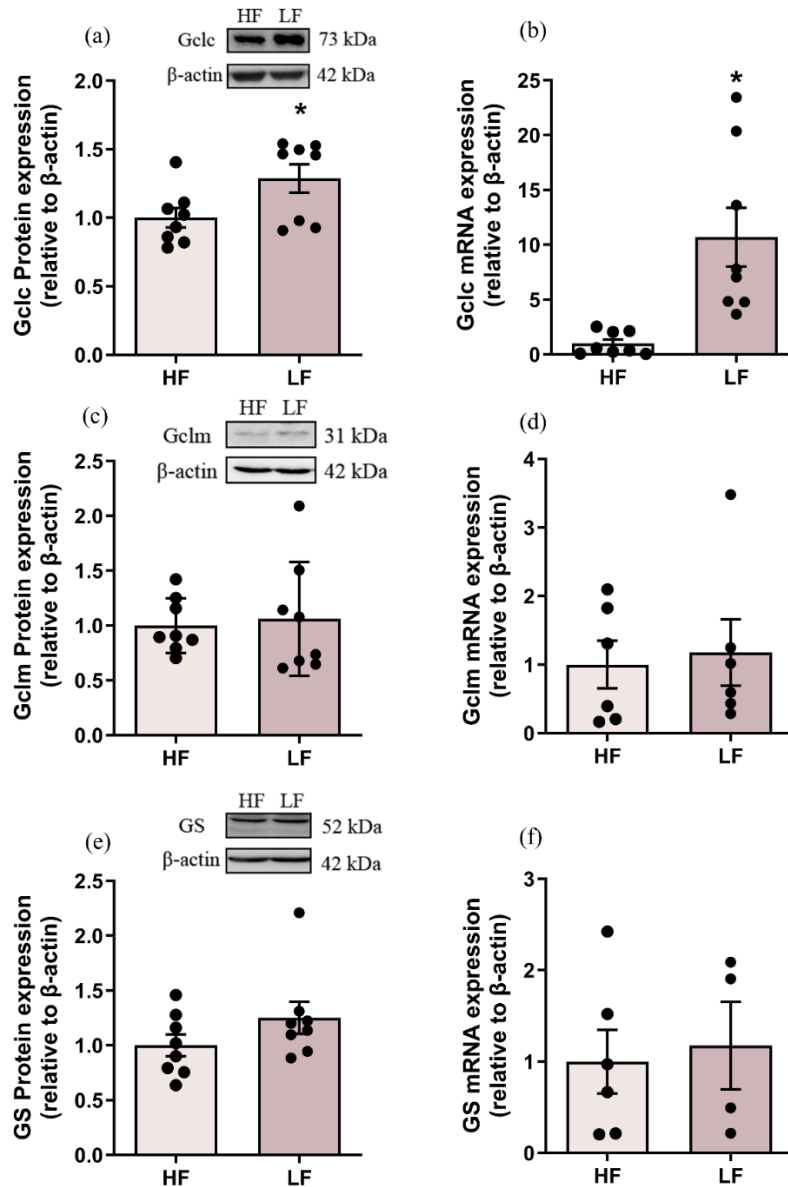 (a)
HF LF
Gclc 73 kDa
β-actin 42 kDa
Gclc Protein expression
(relative to β-actin)
2.0
1.5
1.0
0.5
0.0
*
HF LF
(b)
Gclc mRNA expression
(relative to β-actin)
25
20
15
10
5
0
*
HF LF
(c)
HF LF
Gclm 31 kDa
β-actin 42 kDa
Gclm Protein expression
(relative to β-actin)
2.5
2.0
1.5
1.0
0.5
0.0
HF LF
(d)
Gclm mRNA expression
(relative to β-actin)
4
3
2
1
0
HF LF
(e)
HF LF
GS 52 kDa
β-actin 42 kDa
GS Protein expression
(relative to β-actin)
2.5
2.0
1.5
1.0
0.5
0.0
HF LF
(f)
GS mRNA expression
(relative to β-actin)
3
2
1
0
HF LF